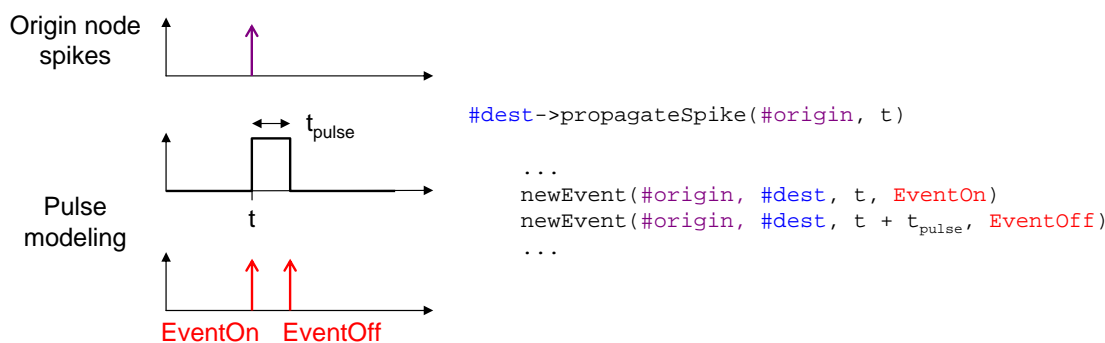 Origin node
spikes
t_pulse
t
Pulse
modeling
EventOn EventOff
#dest->propagateSpike(#origin, t)
...
newEvent(#origin, #dest, t, EventOn)
newEvent(#origin, #dest, t + t_pulse, EventOff)
...